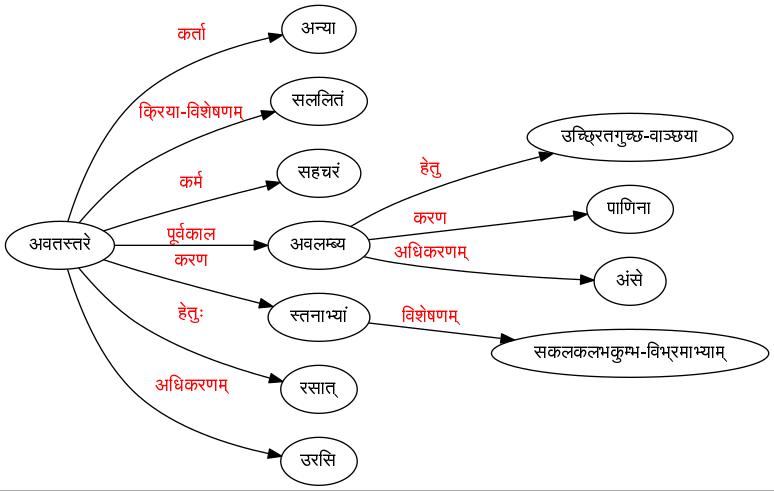 कर्ता
अन्या
क्रिया-विशेषणम्
सललितं
उच्छ्रितगुच्छ-वाञ्छया
कर्म
सहचरं
हेतु
पाणिना
करण
अवतस्तरे
पूर्वकाल
अवलम्ब्य
अधिकरणम्
अंसे
करण
स्तनाभ्यां
विशेषणम्
सकलकलभकुम्भ-विभ्रमाभ्याम्
हेतुः
रसात्
अधिकरणम्
उरसि